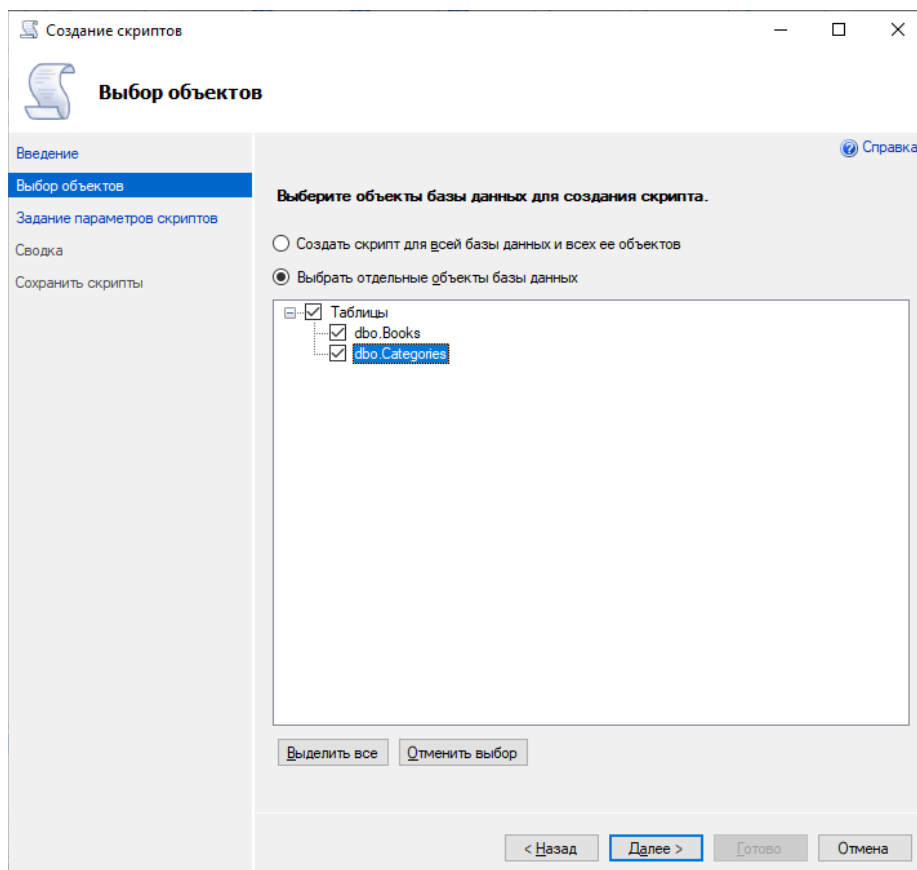 Создание скриптов
Выбор объектов
Справка
Введение
Выбор объектов
Задание параметров скриптов
Сводка
Сохранить скрипты
Выберите объекты базы данных для создания скрипта.
Создать скрипт для всей базы данных и всех ее объектов
Выбрать отдельные объекты базы данных
Таблицы
dbo.Books
dbo.Categories
Выделить все
Отменить выбор
< Назад
Далее >
Готово
Отмена